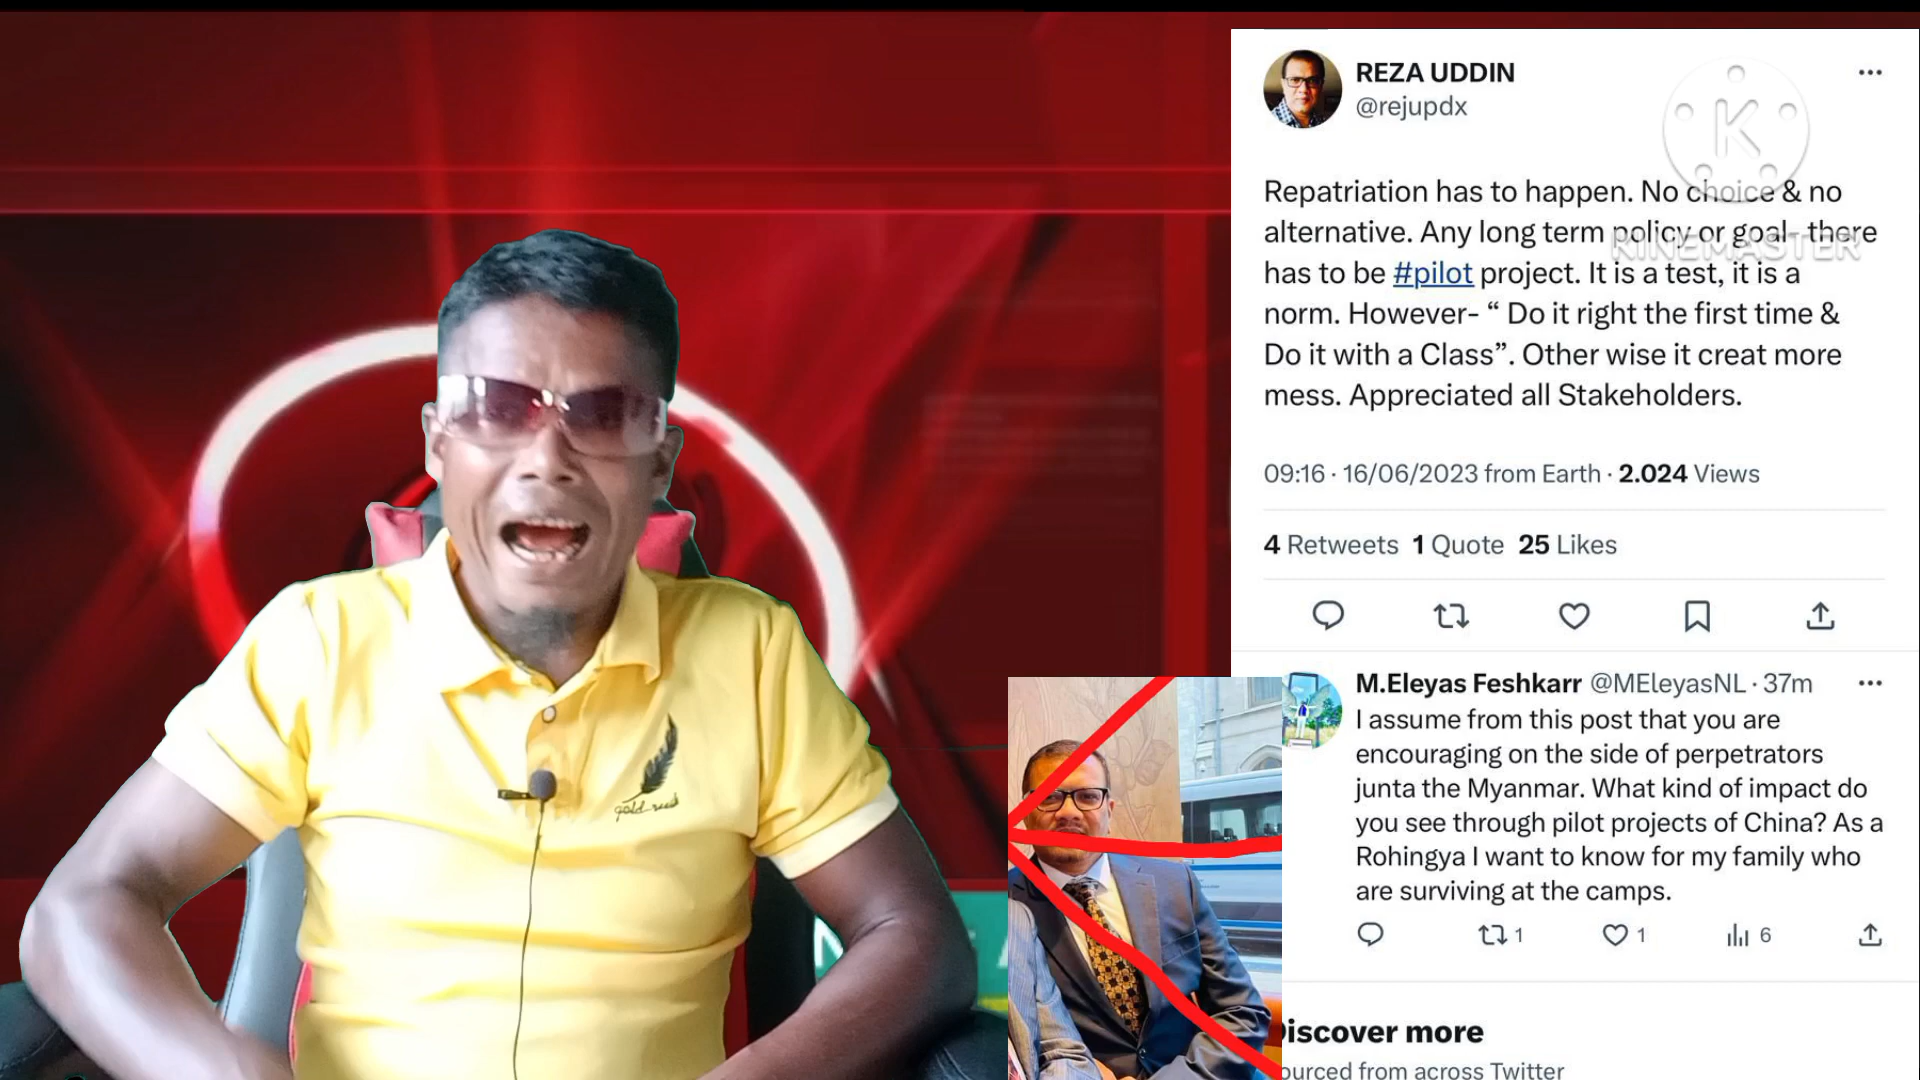 REZA UDDIN
@rejupdx
KINEMASTER
Repatriation has to happen. No choice & no
alternative. Any long term policy or goal- there
has to be #pilot project. It is a test, it is a
norm. However- “ Do it right the first time &
Do it with a Class”. Other wise it creat more
mess. Appreciated all Stakeholders.
09:16 · 16/06/2023 from Earth · 2.024 Views
4 Retweets 1 Quote 25 Likes
M.Eleyas Feshkarr @MEleyasNL · 37m
I assume from this post that you are
encouraging on the side of perpetrators
junta the Myanmar. What kind of impact do
you see through pilot projects of China? As a
Rohingya I want to know for my family who
are surviving at the camps.
1 1 6
Discover more
ourced from across Twitter
gold